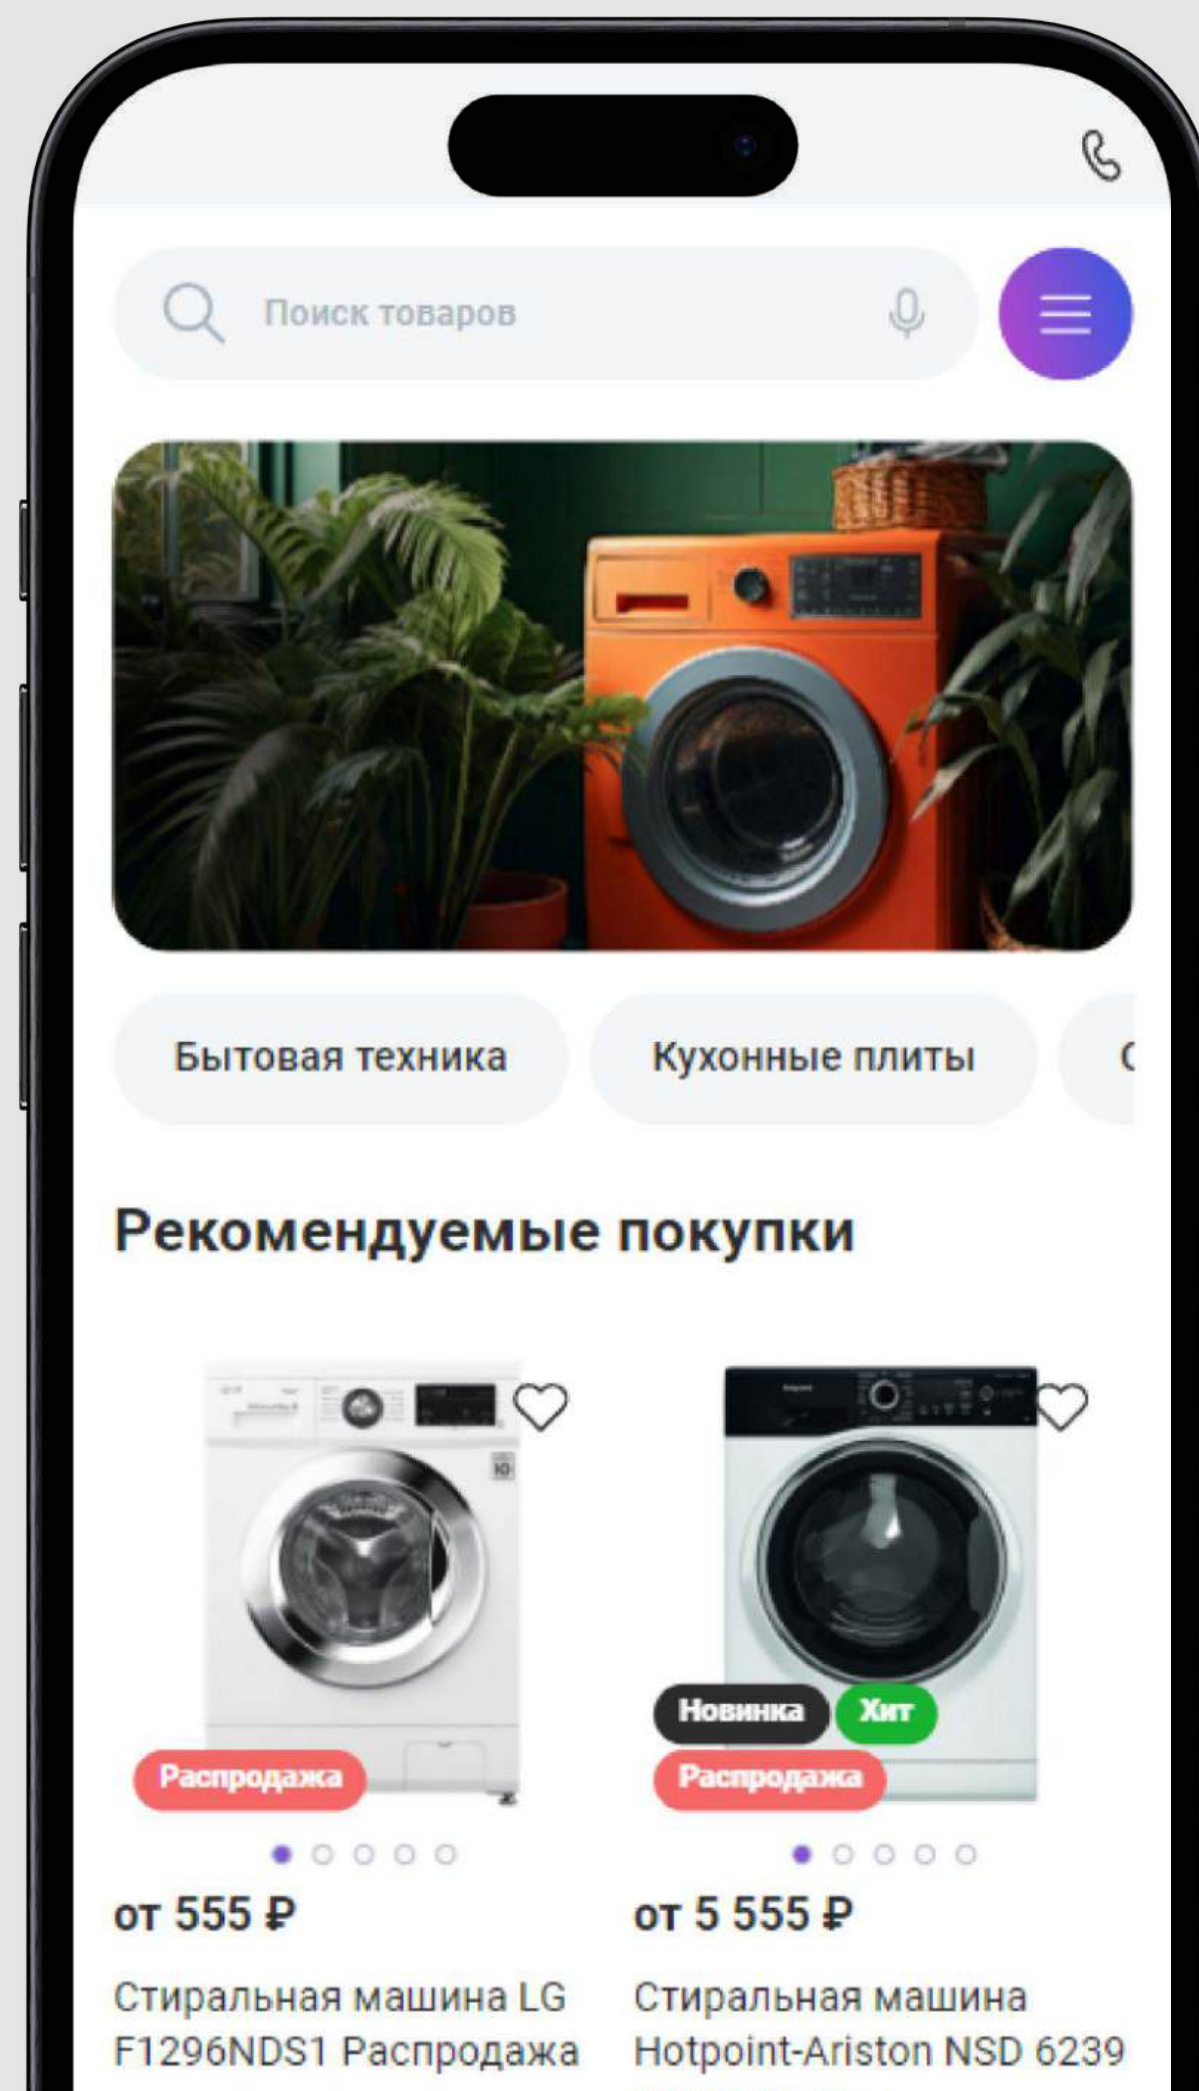 Поиск товаров
Бытовая техника
Кухонные плиты
Рекомендуемые покупки
Новинка
Хит
Распродажа
Распродажа
от 555 ₽
от 5 555 ₽
Стиральная машина LG
F1296NDS1 Распродажа
Стиральная машина
Hotpoint-Ariston NSD 6239